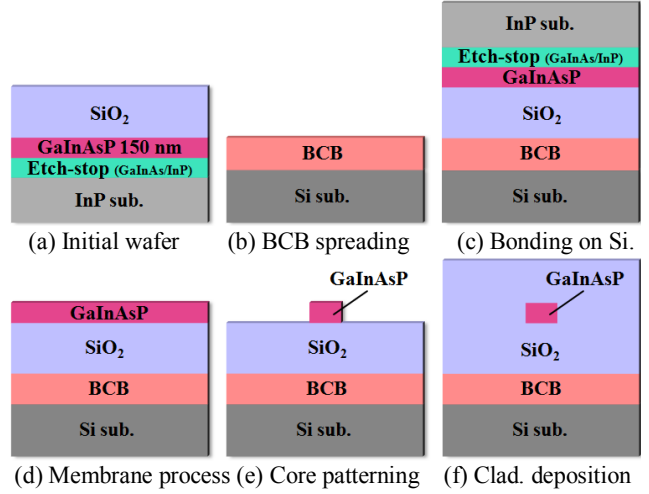 SiO2
GaInAsP 150 nm
Etch-stop (GaInAs/InP)
InP sub.
(a) Initial wafer
BCB
Si sub.
(b) BCB spreading
InP sub.
Etch-stop (GaInAs/InP)
GaInAsP
SiO2
BCB
Si sub.
(c) Bonding on Si.
GaInAsP
SiO2
BCB
Si sub.
(d) Membrane process
GaInAsP
SiO2
BCB
Si sub.
(e) Core patterning
GaInAsP
SiO2
BCB
Si sub.
(f) Clad. deposition